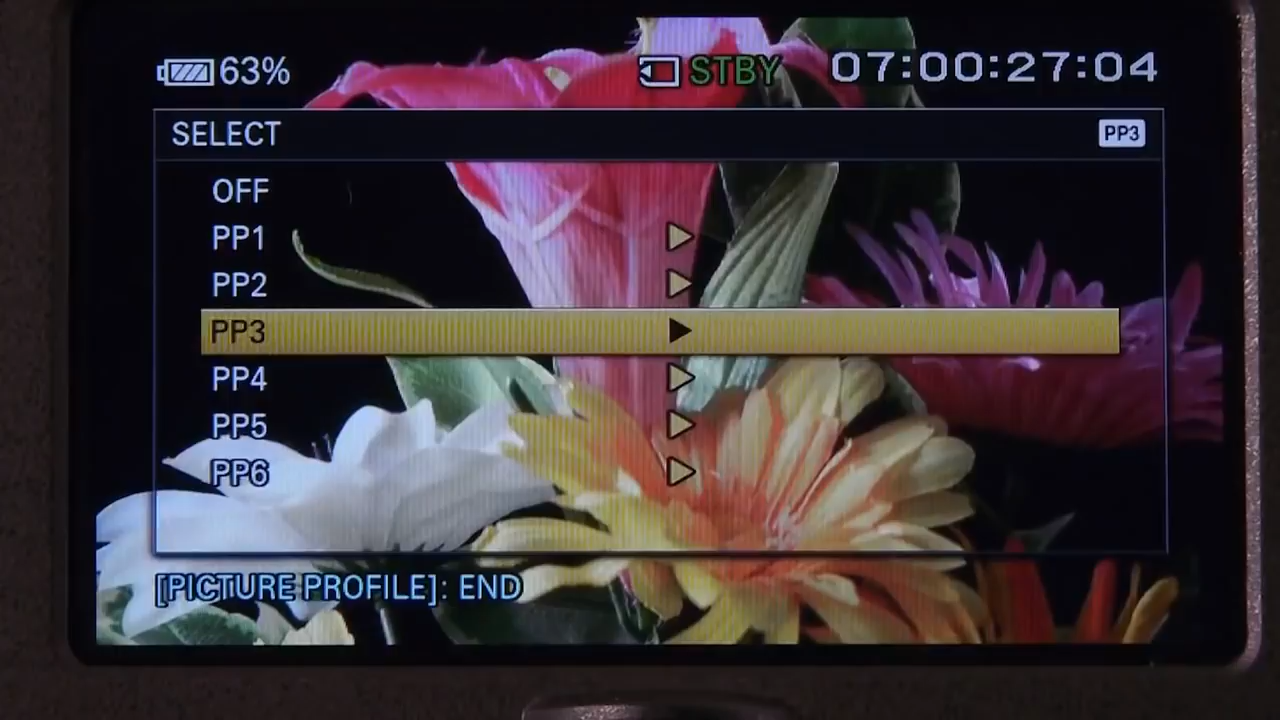 63% STBY 07:00:27:04
SELECT PP3
OFF
PP1
PP2
PP3
PP4
PP5
PP6
[PICTURE PROFILE]: END